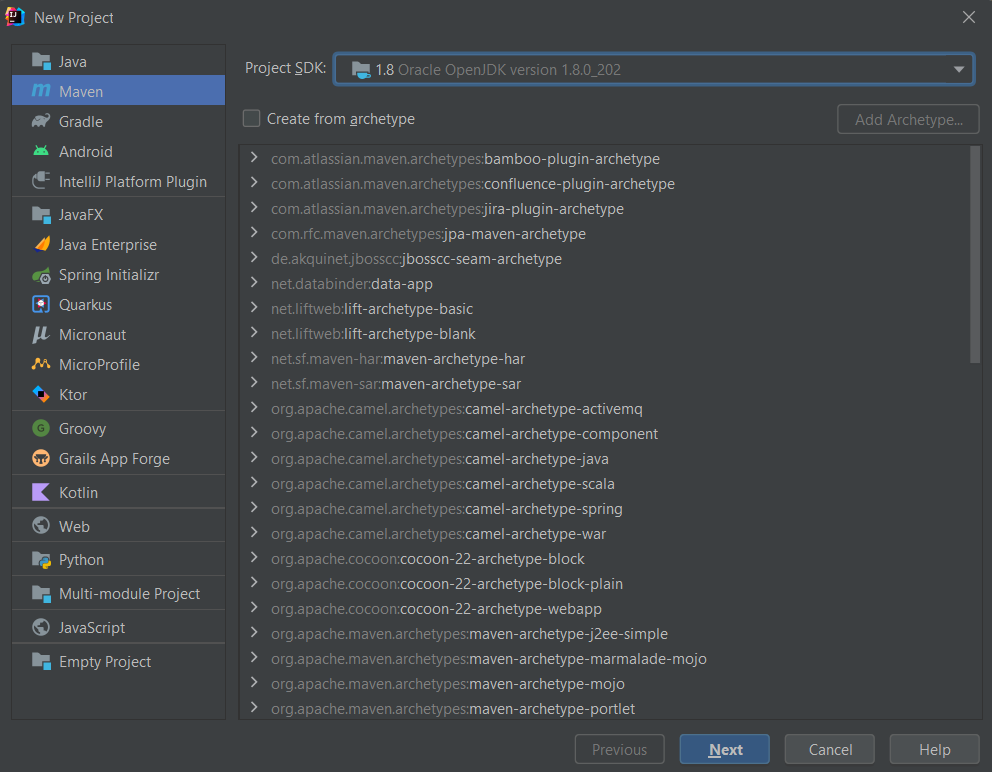 New Project
Java
Maven
Gradle
Android
IntelliJ Platform Plugin
JavaFX
Java Enterprise
Spring Initializr
Quarkus
Micronaut
MicroProfile
Ktor
Groovy
Grails App Forge
Kotlin
Web
Python
Multi-module Project
JavaScript
Empty Project
Project SDK: 1.8 Oracle OpenJDK version 1.8.0_202
Create from archetype
Add Archetype...
com.atlassian.maven.archetypes:bamboo-plugin-archetype
com.atlassian.maven.archetypes:confluence-plugin-archetype
com.atlassian.maven.archetypes:jira-plugin-archetype
com.rfc.maven.archetypes:jpa-maven-archetype
de.akquinet.jbosscc:jbosscc-seam-archetype
net.databinder:data-app
net.liftweb:lift-archetype-basic
net.liftweb:lift-archetype-blank
net.sf.maven-har:maven-archetype-har
net.sf.maven-sar:maven-archetype-sar
org.apache.camel.archetypes:camel-archetype-activemq
org.apache.camel.archetypes:camel-archetype-component
org.apache.camel.archetypes:camel-archetype-java
org.apache.camel.archetypes:camel-archetype-scala
org.apache.camel.archetypes:camel-archetype-spring
org.apache.camel.archetypes:camel-archetype-war
org.apache.cocoon:cocoon-22-archetype-block
org.apache.cocoon:cocoon-22-archetype-block-plain
org.apache.cocoon:cocoon-22-archetype-webapp
org.apache.maven.archetypes:maven-archetype-j2ee-simple
org.apache.maven.archetypes:maven-archetype-marmalade-mojo
org.apache.maven.archetypes:maven-archetype-mojo
org.apache.maven.archetypes:maven-archetype-portlet
Previous
Next
Cancel
Help